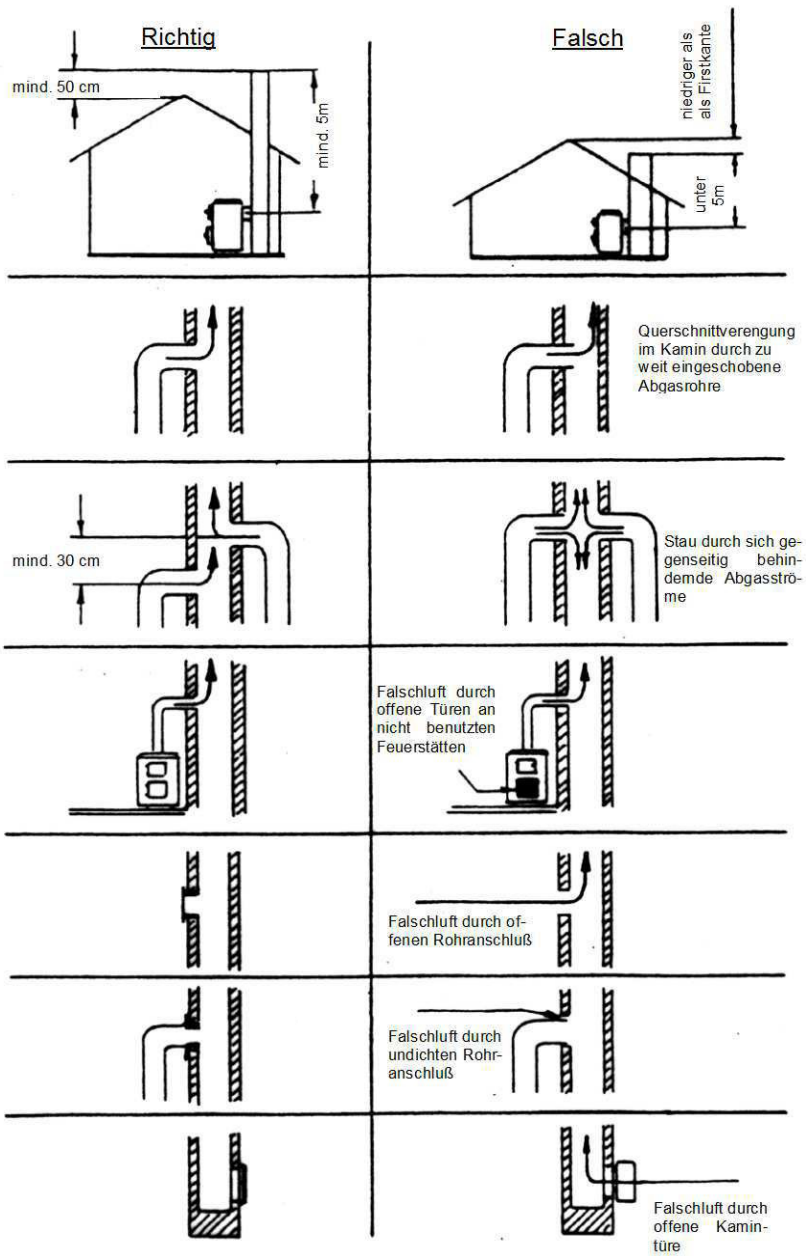 Richtig
Falsch
mind. 50 cm
mind. 5m
niedriger als
als Firstkante
unter
5m
Querschnittverengung
im Kamin durch zu
weit eingeschobene
Abgasrohre
mind. 30 cm
Stau durch sich ge-
genseitig behin-
dernde Abgasströ-
me
Falschluft durch
offene Türen an
nicht benutzten
Feuerstätten
Falschluft durch of-
fenen Rohranschluß
Falschluft durch
undichten Rohr-
anschluß
Falschluft durch
offene Kamin-
türe